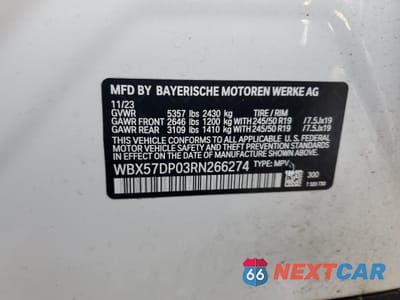 MFD BY BAYERISCHE MOTOREN WERKE AG
11/23
GVWR 5357 lbs 2430 kg TIRE / RIM
GAWR FRONT 2646 lbs 1200 kg WITH 245/50 R19 /7.5Jx19
GAWR REAR 3109 lbs 1410 kg WITH 245/50 R19 /7.5Jx19
THIS VEHICLE CONFORMS TO ALL APPLICABLE U.S. FEDERAL
MOTOR VEHICLE SAFETY, BUMPER, AND THEFT PREVENTION
STANDARDS IN EFFECT ON THE DATE OF MANUFACTURE
SHOWN ABOVE.
WBX57DP03RN266274 TYPE: MPV
300
66 NEXTCAR